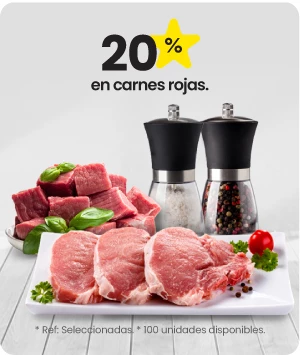 20%
en carnes rojas.
* Ref: Seleccionadas. * 100 unidades disponibles.